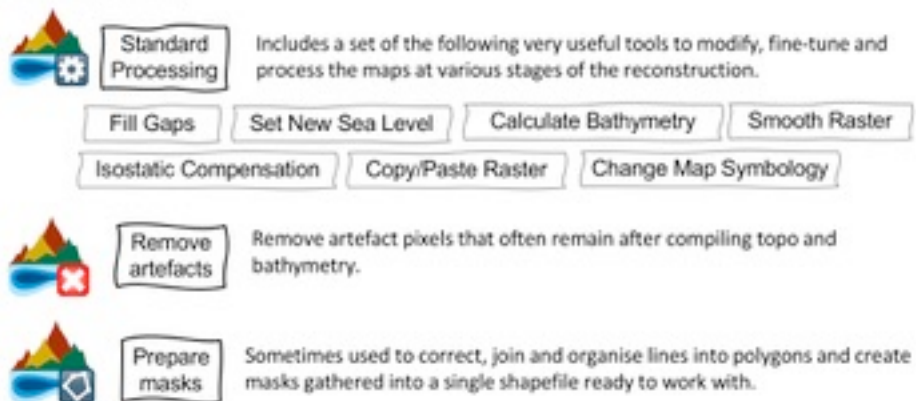 Standard
Processing
Includes a set of the following very useful tools to modify, fine-tune and
process the maps at various stages of the reconstruction.
Fill Gaps
Set New Sea Level
Calculate Bathymetry
Smooth Raster
Isostatic Compensation
Copy/Paste Raster
Change Map Symbology
Remove
artefacts
Remove artefact pixels that often remain after compiling topo and
bathymetry.
Prepare
masks
Sometimes used to correct, join and organise lines into polygons and create
masks gathered into a single shapefile ready to work with.